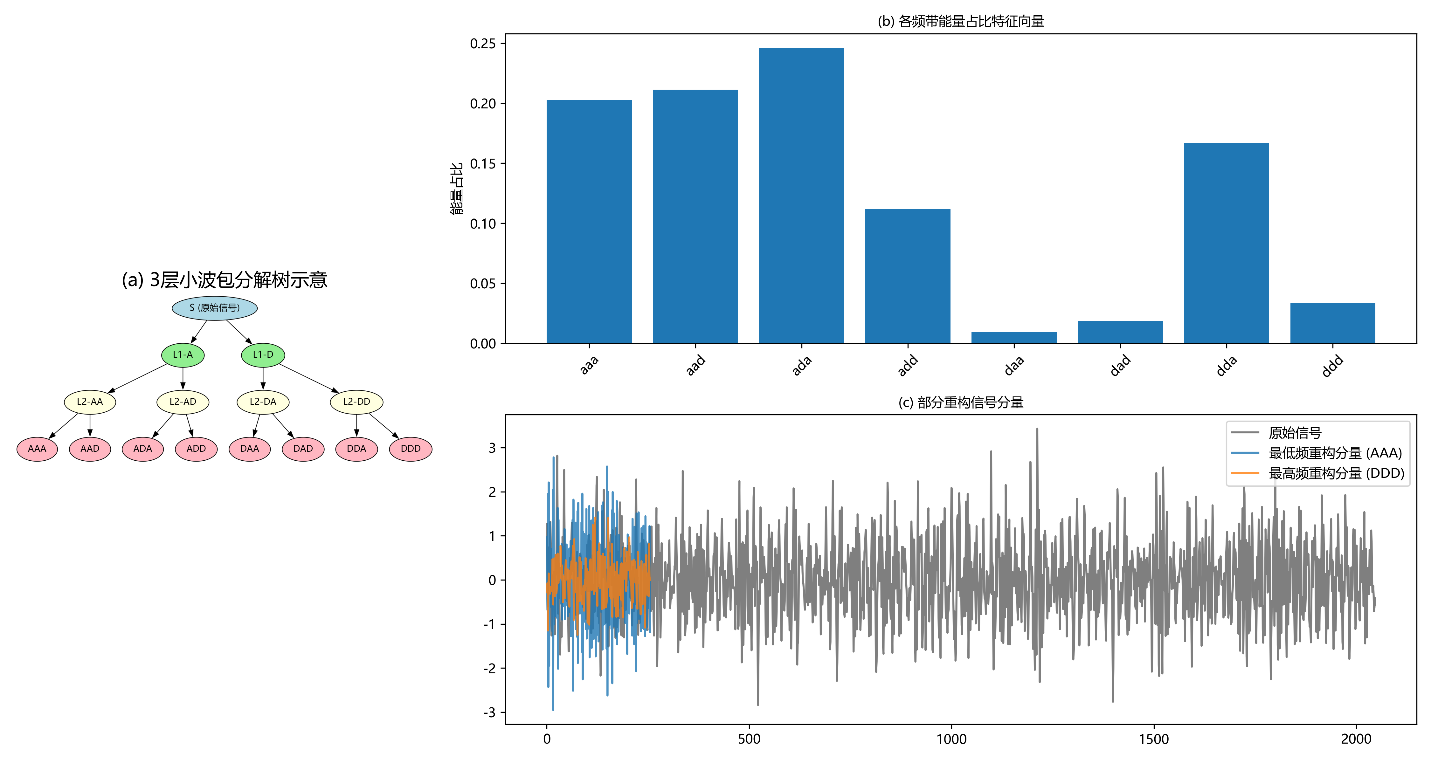 (a) 3层小波包分解树示意
S (原始信号)
L1-A L1-D
L2-AA L2-AD L2-DA L2-DD
AAA AAD ADA ADD DAA DAD DDA DDD
(b) 各频带能量占比特征向量
能量占比
0.25
0.20
0.15
0.10
0.05
0.00
aaa aad ada add daa dad dda ddd
(c) 部分重构信号分量
原始信号
最低频重构分量 (AAA)
最高频重构分量 (DDD)
3
2
1
0
-1
-2
-3
0 500 1000 1500 2000